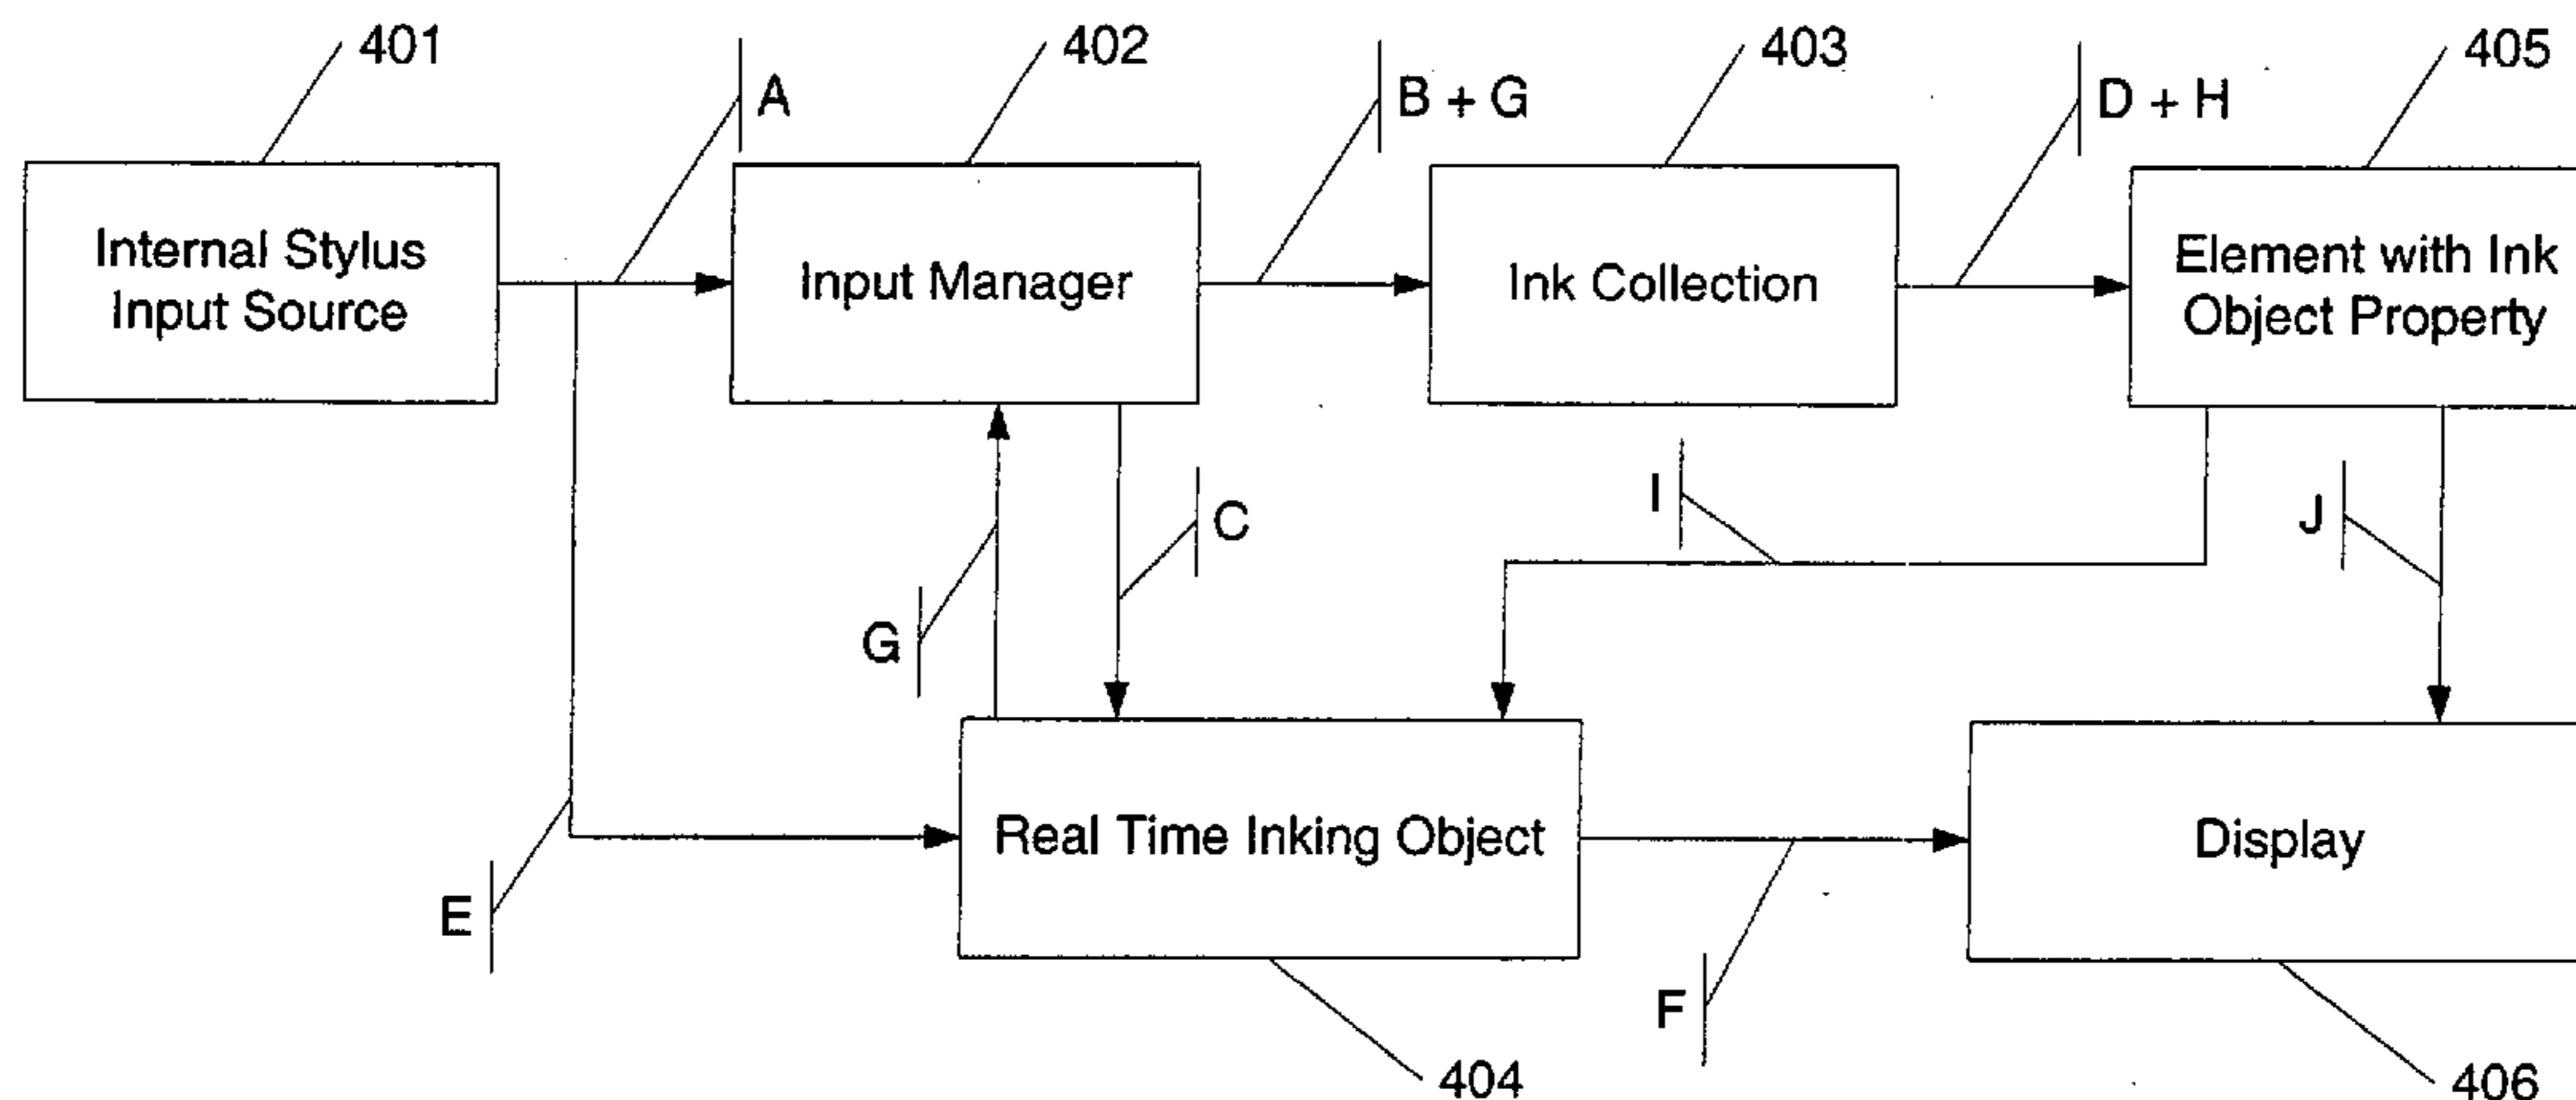 401
402
403
405
A
B + G
D + H
Internal Stylus
Input Source
Input Manager
Ink Collection
Element with Ink
Object Property
G
C
I
J
E
Real Time Inking Object
Display
F
404
406